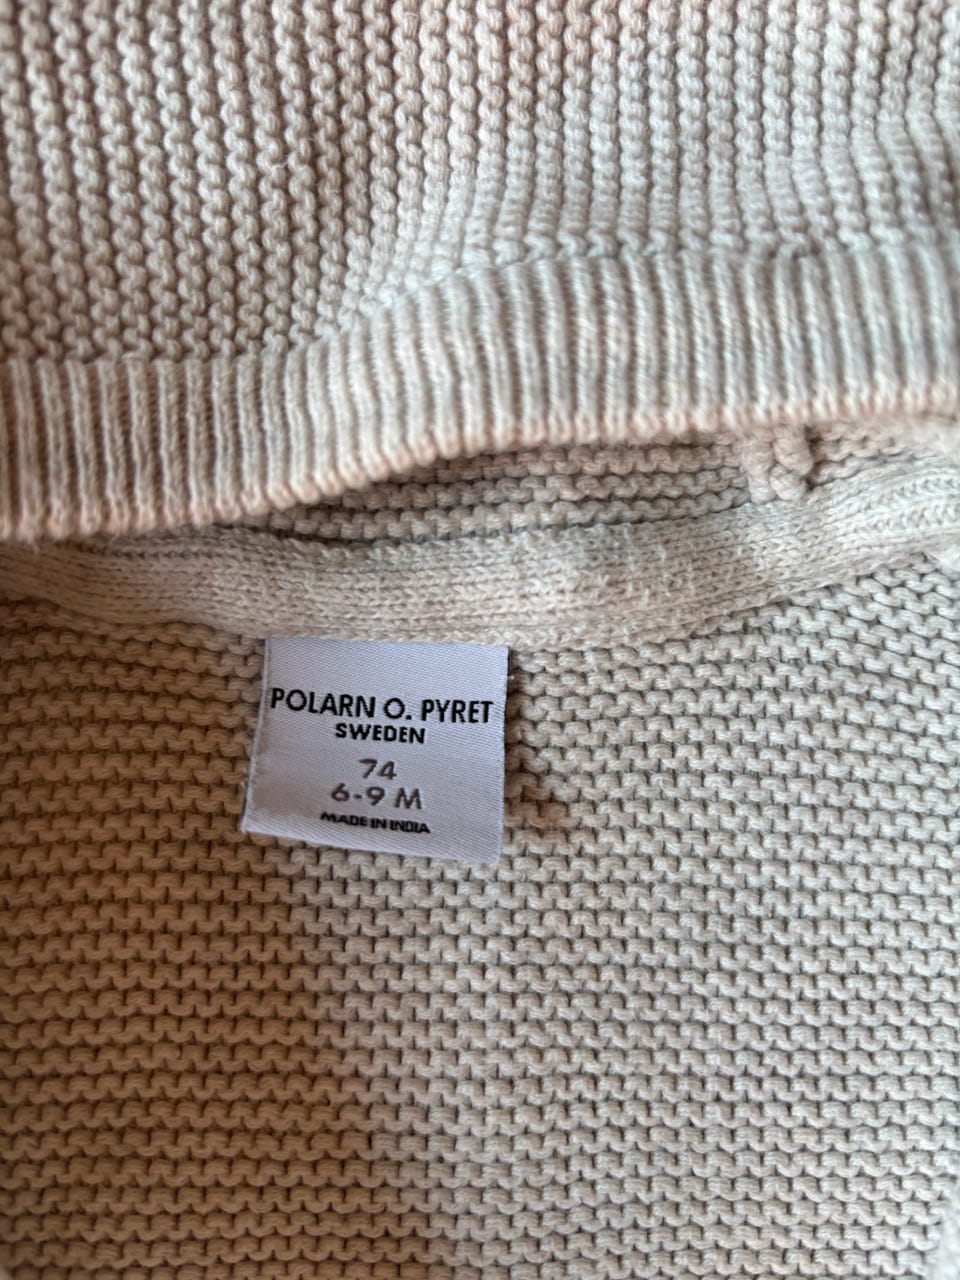 POLARN O. PYRET
SWEDEN
74
6-9 M
MADE IN INDIA